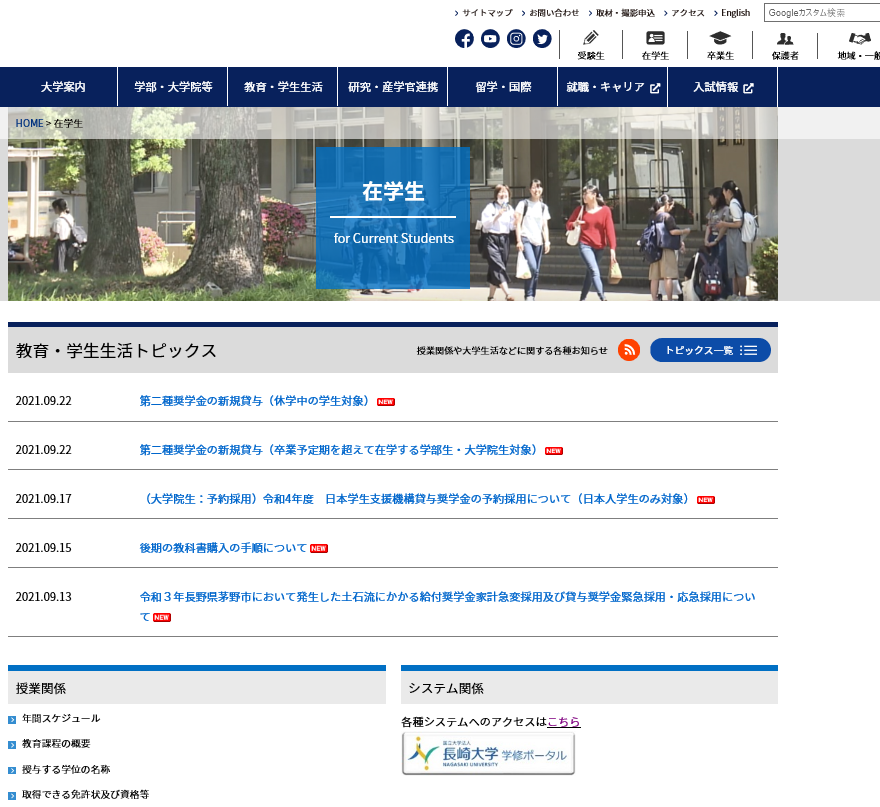 サイトマップ お問い合わせ 取材・撮影申込 アクセス English
Googleカスタム検索
受験生 在学生 卒業生 保護者 地域・一般
大学案内 学部・大学院等 教育・学生生活 研究・産学官連携 留学・国際 就職・キャリア 入試情報
HOME > 在学生
在学生
for Current Students
教育・学生生活トピックス 授業関係や大学生活などに関する各種お知らせ トピックス一覧
2021.09.22 第二種奨学金の新規貸与（休学中の学生対象） NEW
2021.09.22 第二種奨学金の新規貸与（卒業予定期を超えて在学する学部生・大学院生対象） NEW
2021.09.17 （大学院生：予約採用）令和4年度　日本学生支援機構貸与奨学金の予約採用について（日本人学生のみ対象） NEW
2021.09.15 後期の教科書購入の手順について NEW
2021.09.13 令和３年長野県茅野市において発生した土石流にかかる給付奨学金家計急変採用及び貸与奨学金緊急採用・応急採用につい
て NEW
授業関係
年間スケジュール
教育課程の概要
授与する学位の名称
取得できる免許状及び資格等
システム関係
各種システムへのアクセスはこちら
国立大学法人
長崎大学 学修ポータル
NAGASAKI UNIVERSITY